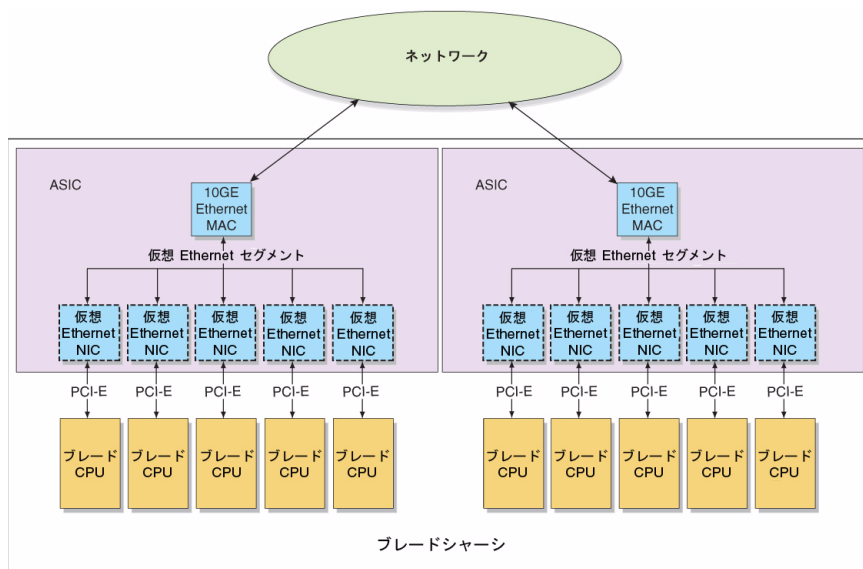 ネットワーク
ASIC
10GE
Ethernet
MAC
仮想 Ethernet セグメント
仮想
Ethernet
NIC
仮想
Ethernet
NIC
仮想
Ethernet
NIC
仮想
Ethernet
NIC
仮想
Ethernet
NIC
PCI-E
PCI-E
PCI-E
PCI-E
PCI-E
ブレード
CPU
ブレード
CPU
ブレード
CPU
ブレード
CPU
ブレード
CPU
ASIC
10GE
Ethernet
MAC
仮想 Ethernet セグメント
仮想
Ethernet
NIC
仮想
Ethernet
NIC
仮想
Ethernet
NIC
仮想
Ethernet
NIC
仮想
Ethernet
NIC
PCI-E
PCI-E
PCI-E
PCI-E
PCI-E
ブレード
CPU
ブレード
CPU
ブレード
CPU
ブレード
CPU
ブレード
CPU
ブレードシャーシ